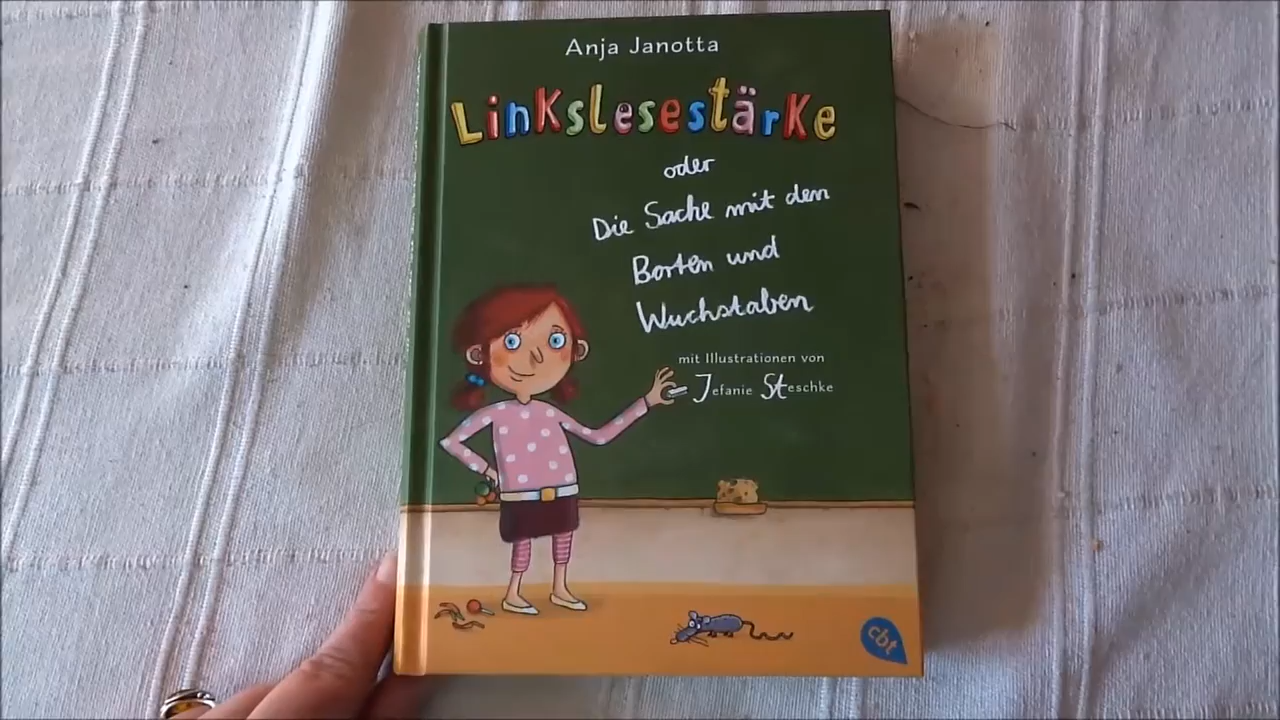 Anja Janotta
Linkslesestärke
oder
Die Sache mit den
Borten und
Wuchstaben
mit Illustrationen von
Jefanie Steschke
cbt